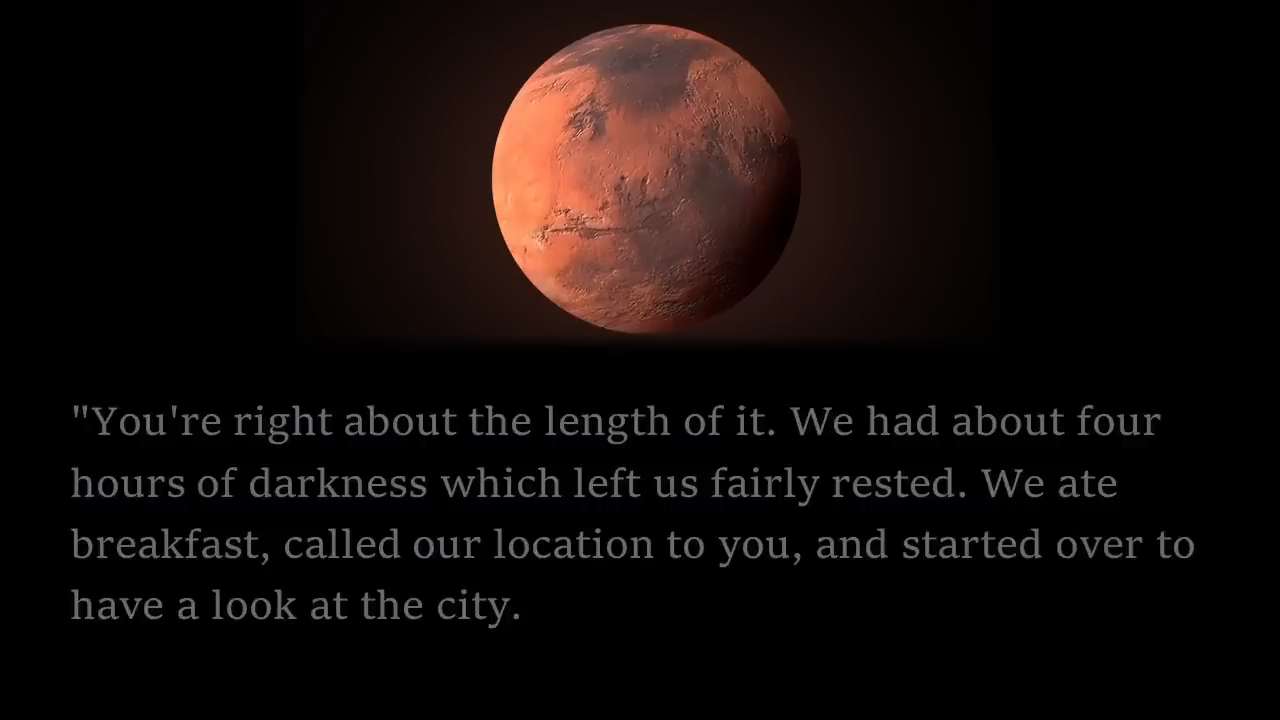 "You're right about the length of it. We had about four
hours of darkness which left us fairly rested. We ate
breakfast, called our location to you, and started over to
have a look at the city.